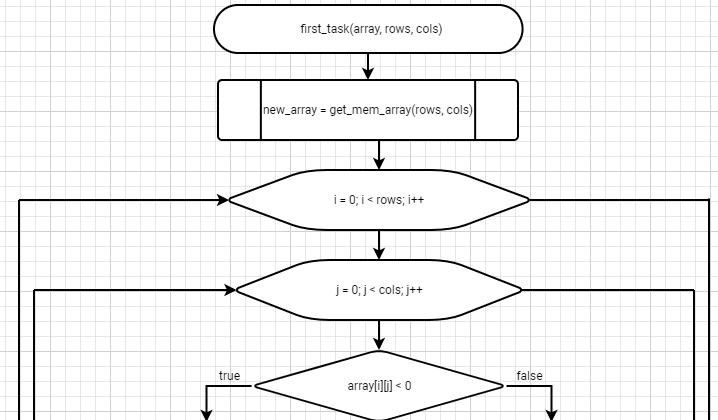 first_task(array, rows, cols)
new_array = get_mem_array(rows, cols)
i = 0; i < rows; i++
j = 0; j < cols; j++
true
false
array[i][j] < 0